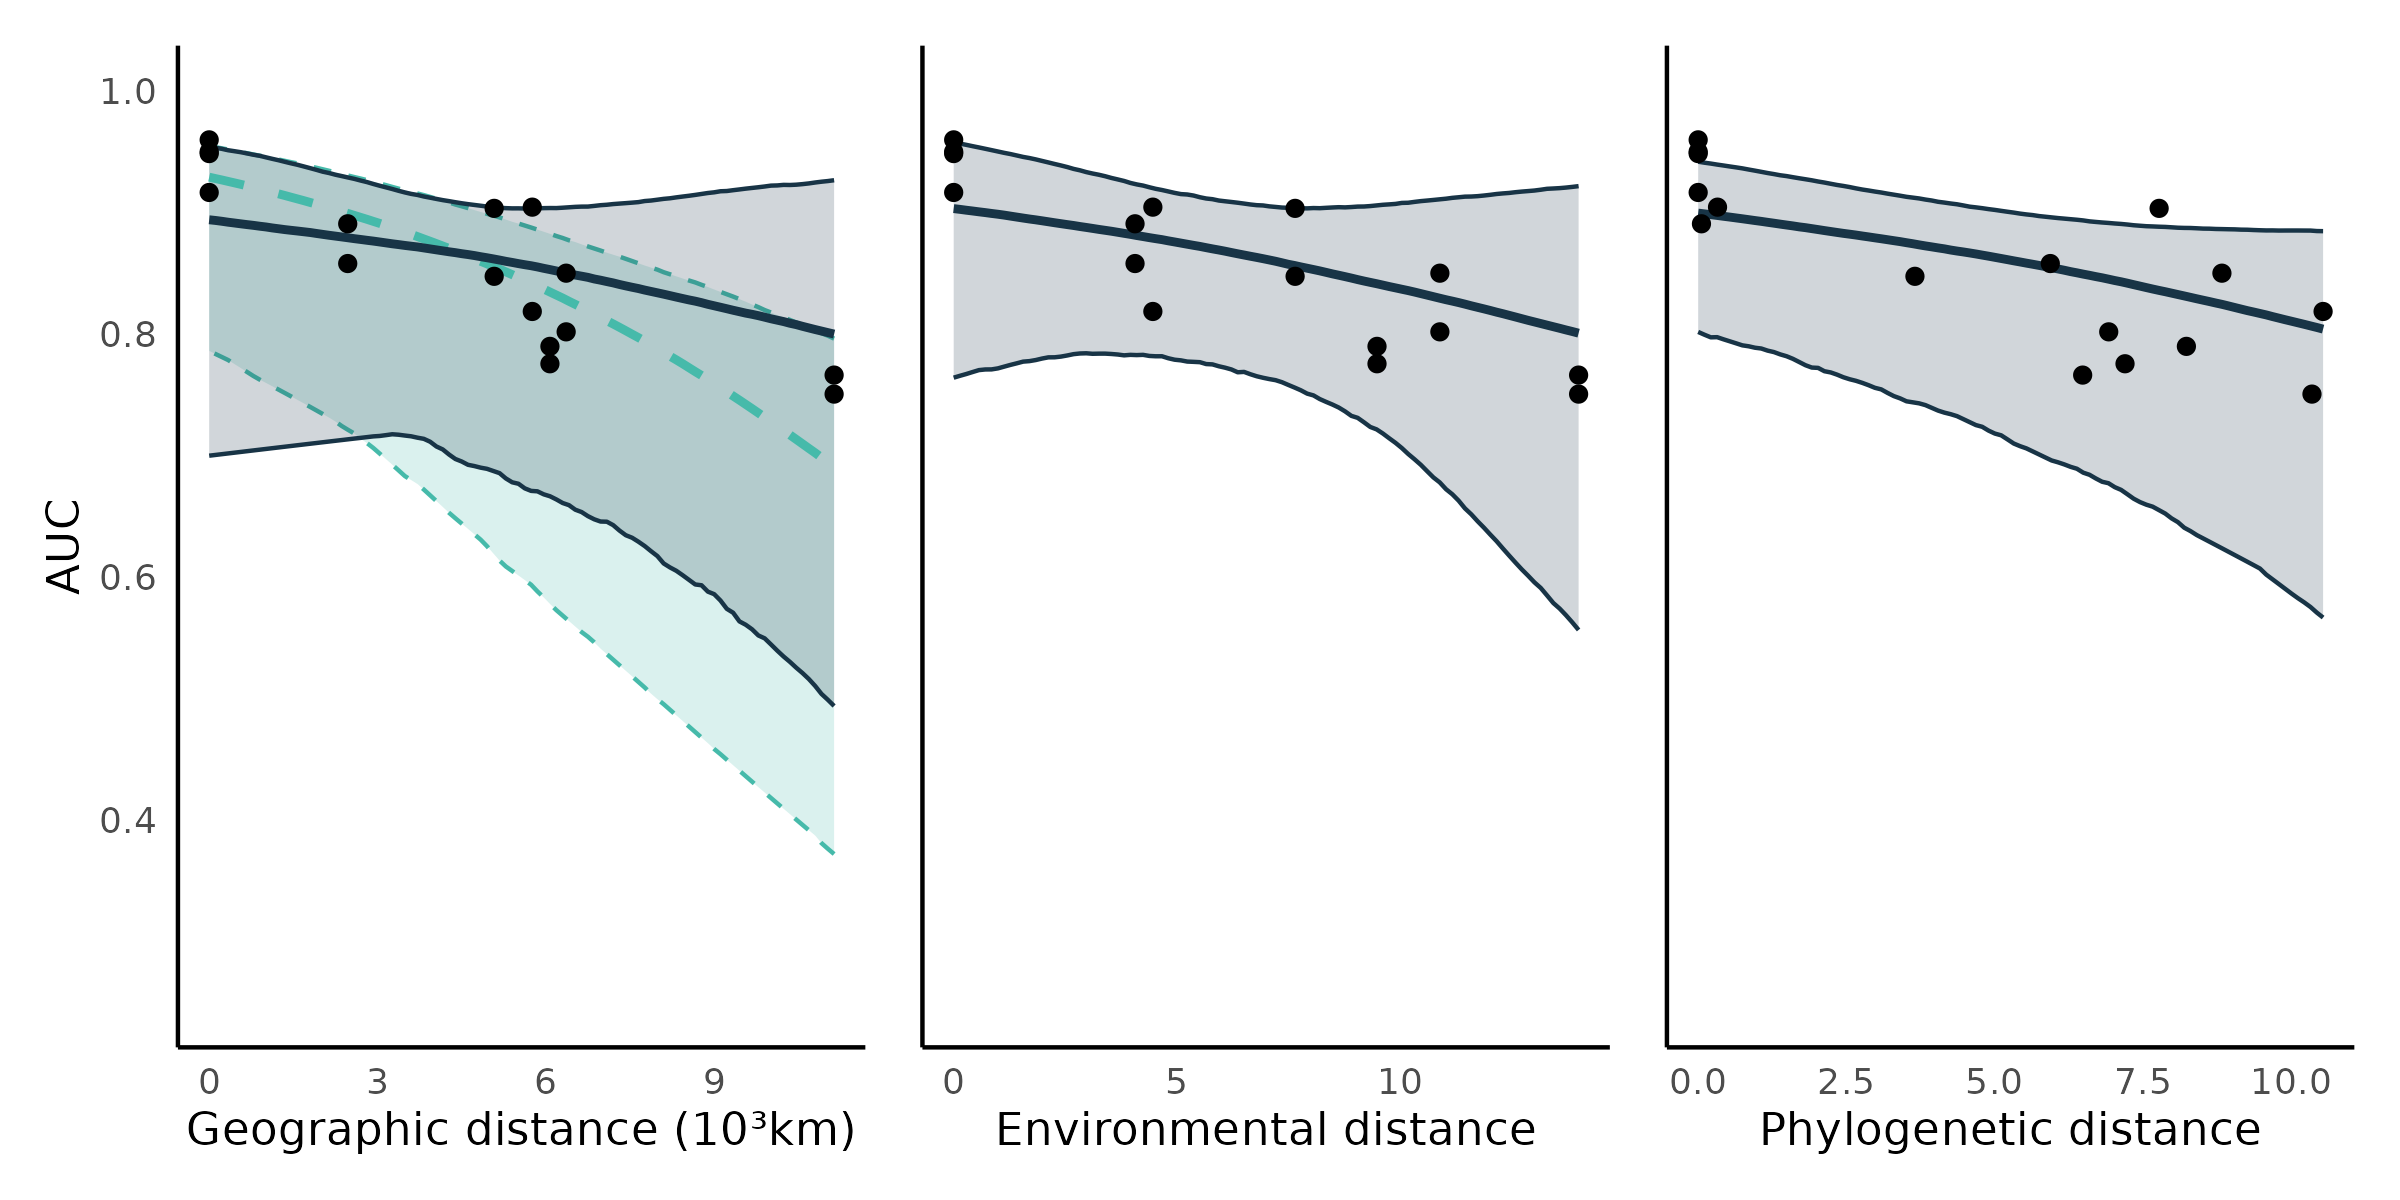 AUC
1.0
0.8
0.6
0.4
0 3 6 9
Geographic distance (10³km)
0 5 10
Environmental distance
0.0 2.5 5.0 7.5 10.0
Phylogenetic distance